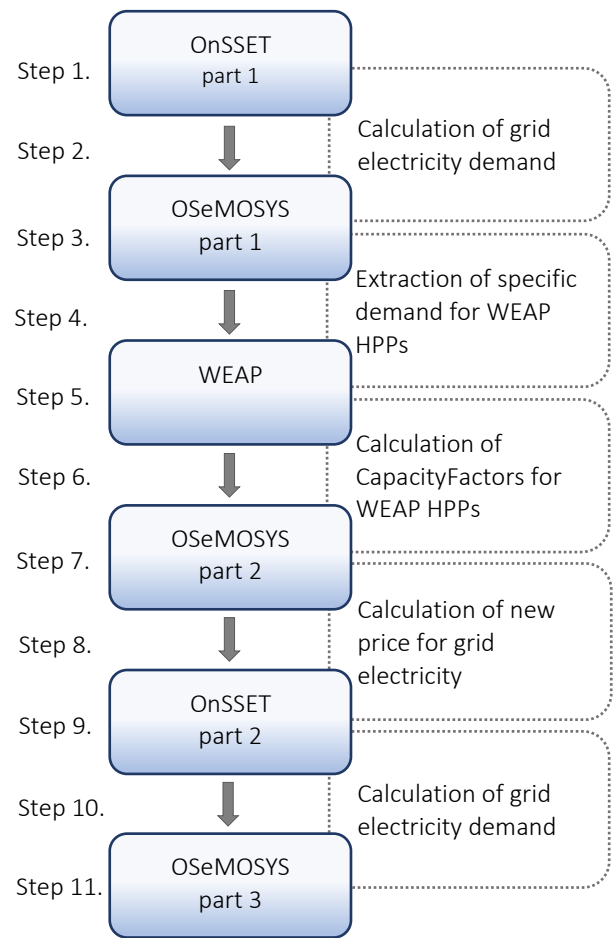 Step 1.
OnSSET
part 1
Step 2.
Calculation of grid
electricity demand
Step 3.
OSeMOSYS
part 1
Step 4.
Extraction of specific
demand for WEAP
HPPs
Step 5.
WEAP
Step 6.
Calculation of
CapacityFactors for
WEAP HPPs
Step 7.
OSeMOSYS
part 2
Step 8.
Calculation of new
price for grid
electricity
Step 9.
OnSSET
part 2
Step 10.
Calculation of grid
electricity demand
Step 11.
OSeMOSYS
part 3